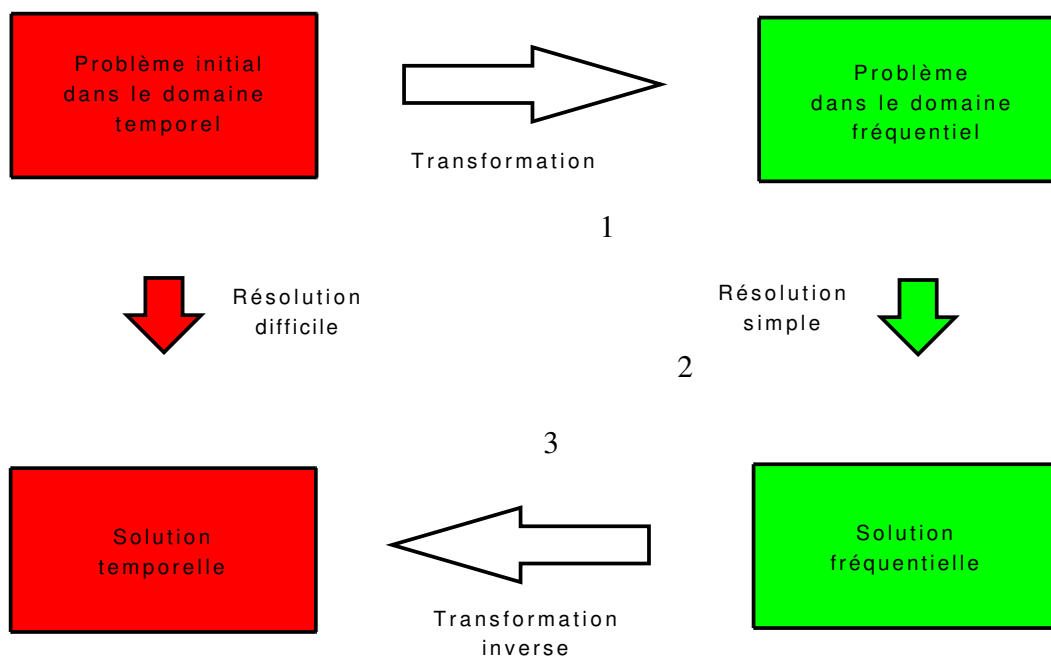 Problème initial
dans le domaine
temporel
Transformation
Problème
dans le domaine
fréquentiel
1
Résolution
difficile
Résolution
simple
2
3
Solution
temporelle
Transformation
inverse
Solution
fréquentielle